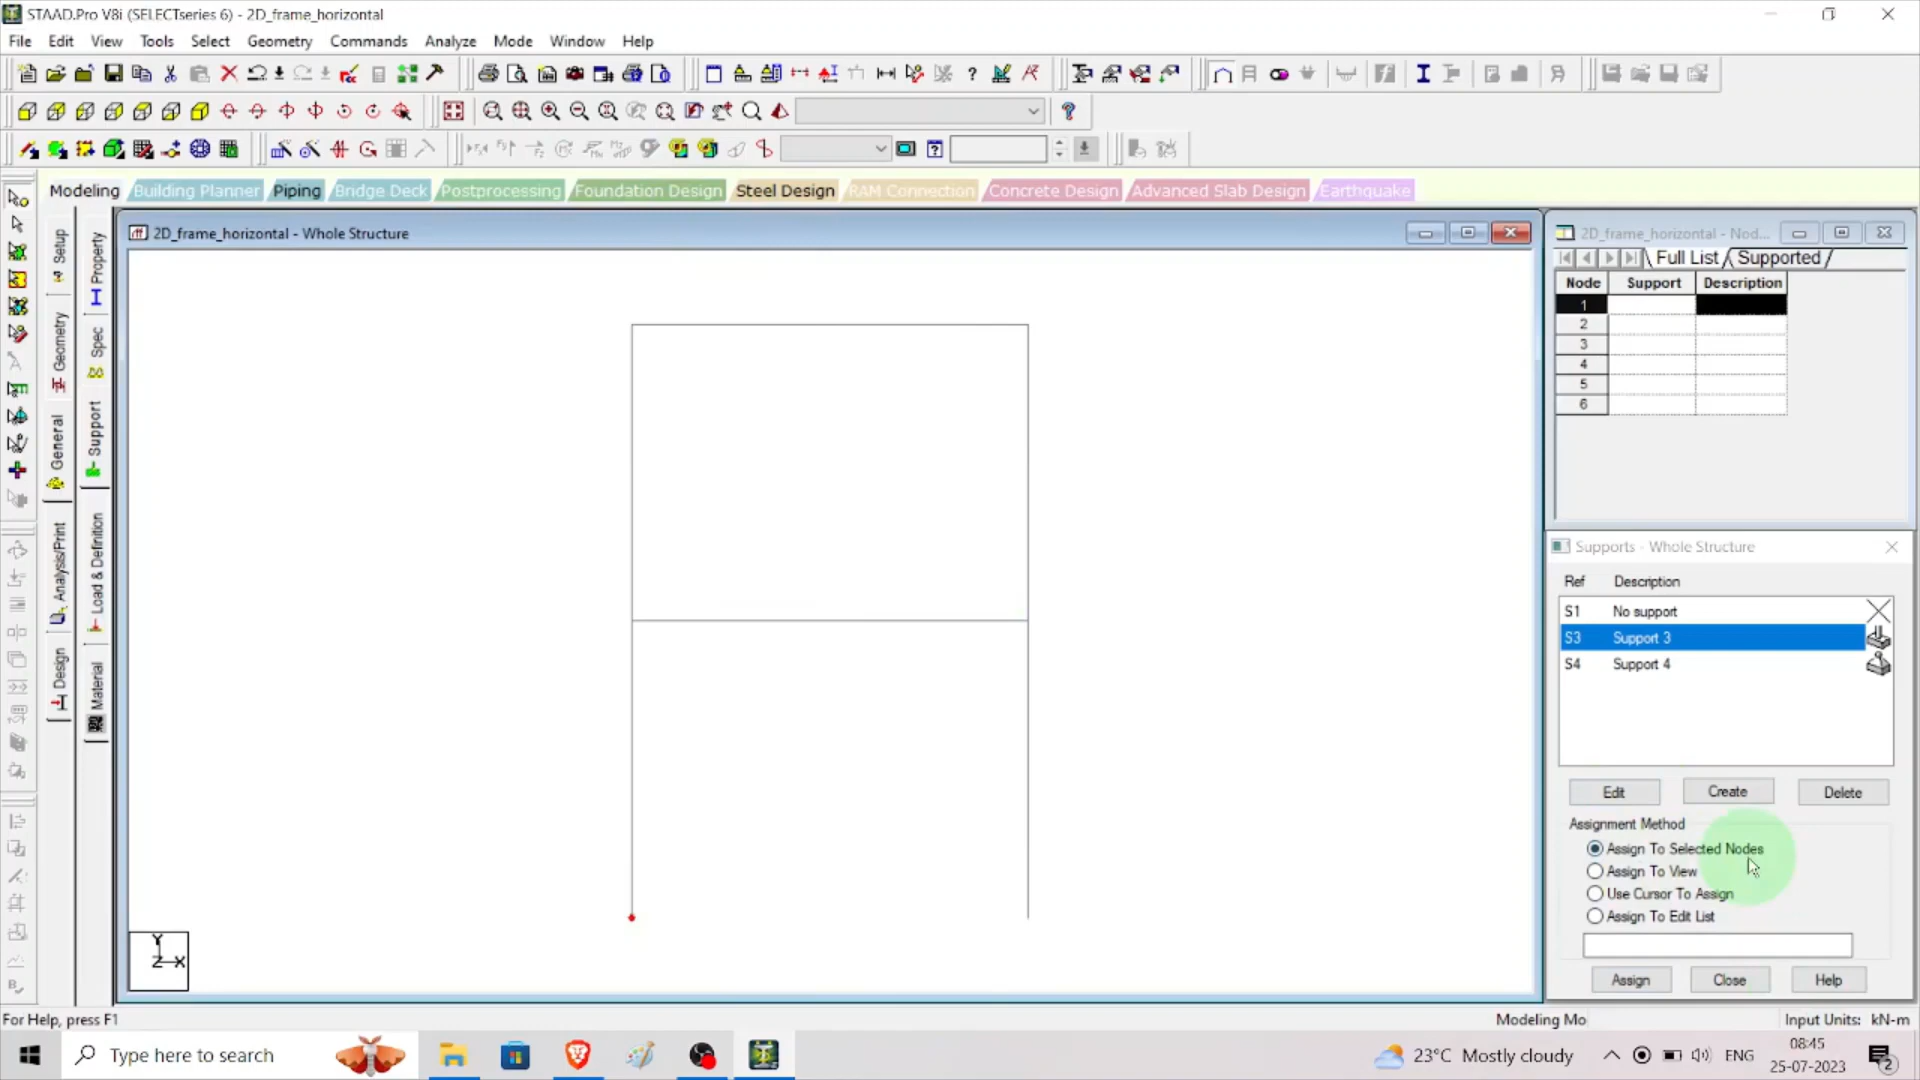 STAAD.Pro V8i (SELECTseries 6) - 2D_frame_horizontal
File Edit View Tools Select Geometry Commands Analyze Mode Window Help
Modeling Building Planner Piping Bridge Deck Postprocessing Foundation Design Steel Design RAM Connection Concrete Design Advanced Slab Design Earthquake
Setup
Geometry
General
Analysis/Print
Design
Property
Spec
Support
Load & Definition
Material
2D_frame_horizontal - Whole Structure
Y
Z X
2D_frame_horizontal - Nod...
Full List Supported
Node Support Description
1
2
3
4
5
6
Supports - Whole Structure
Ref Description
S1 No support
S3 Support 3
S4 Support 4
Edit Create Delete
Assignment Method
Assign To Selected Nodes
Assign To View
Use Cursor To Assign
Assign To Edit List
Assign Close Help
For Help, press F1
Modeling Mo
Input Units: kN-m
Type here to search
23°C Mostly cloudy
ENG
08:45
25-07-2023
2